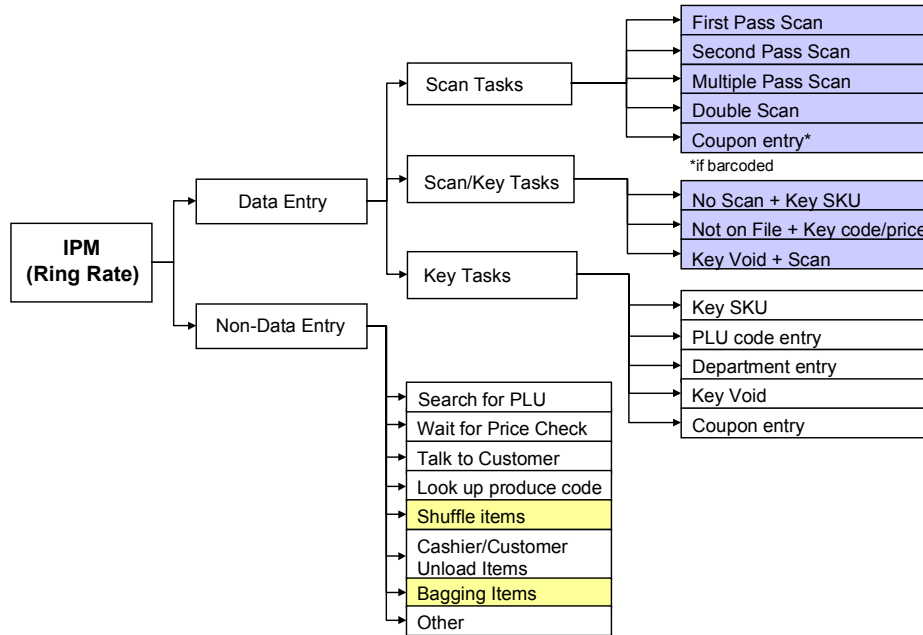 IPM
(Ring Rate)
Data Entry
Non-Data Entry
Scan Tasks
Scan/Key Tasks
Key Tasks
First Pass Scan
Second Pass Scan
Multiple Pass Scan
Double Scan
Coupon entry*
*if barcoded
No Scan + Key SKU
Not on File + Key code/price
Key Void + Scan
Key SKU
PLU code entry
Department entry
Key Void
Coupon entry
Search for PLU
Wait for Price Check
Talk to Customer
Look up produce code
Shuffle items
Cashier/Customer
Unload Items
Bagging Items
Other